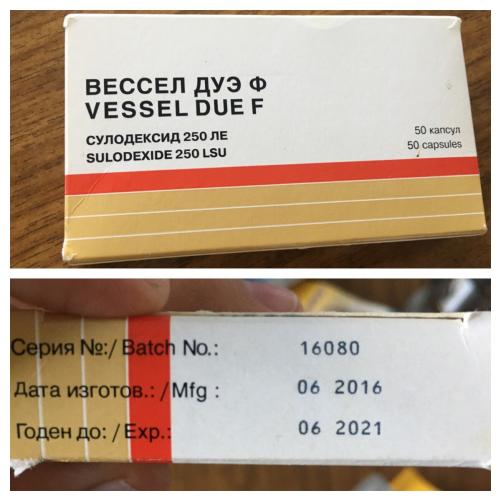 ВЕССЕЛ ДУЭ Ф
VESSEL DUE F
СУЛОДЕКСИД 250 ЛЕ
SULODEXIDE 250 LSU
50 капсул
50 capsules
Серия №:/ Batch No.: 16080
Дата изготов.: / Mfg : 06 2016
Годен до: / Exp.: 06 2021